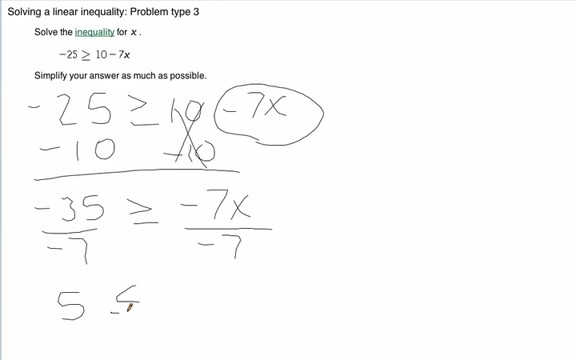 Solving a linear inequality: Problem type 3
Solve the inequality for x .
-25 ≥ 10 - 7x
Simplify your answer as much as possible.
-25 ≥ 10 -7x
-10 -10
-35 ≥ -7x
-7 -7
5 ≤